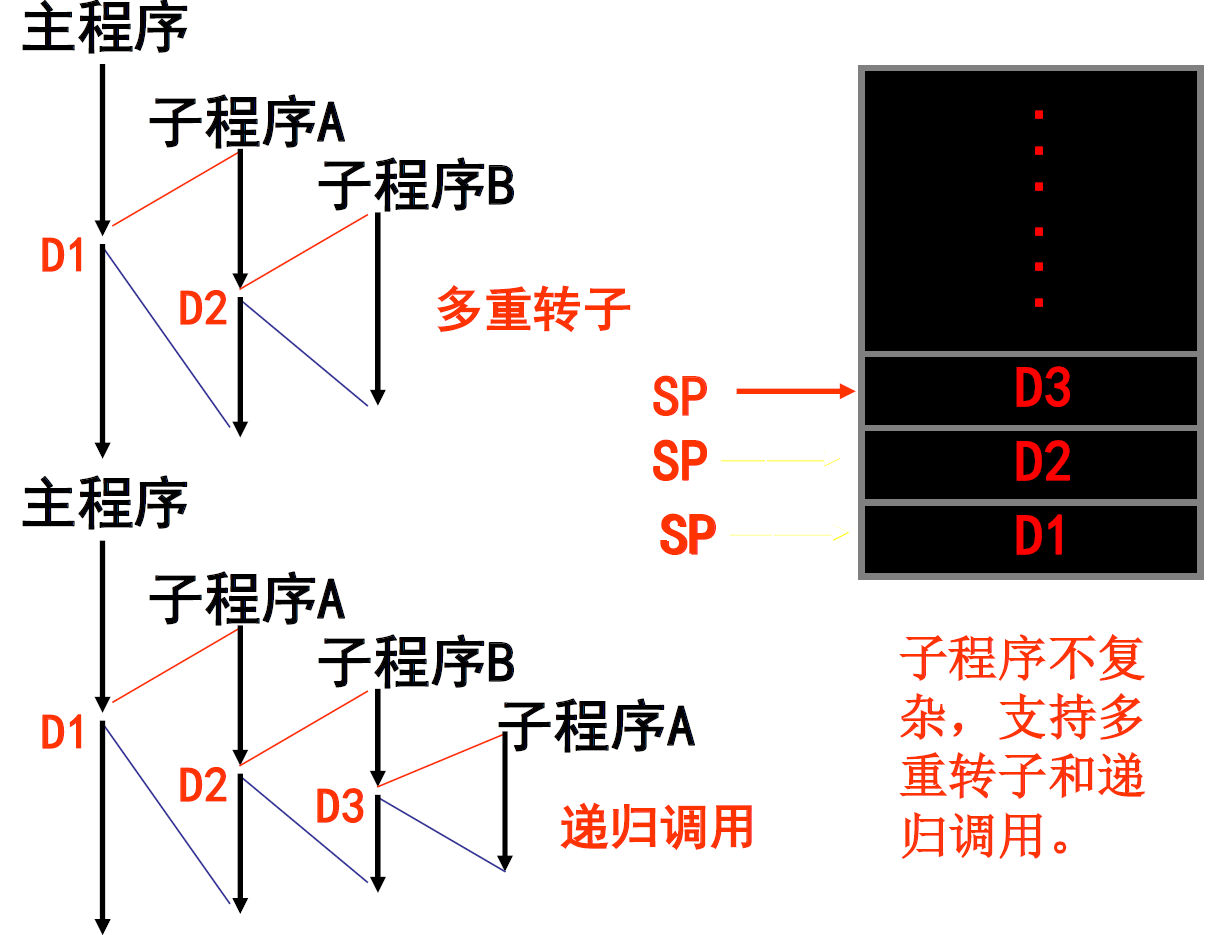 主程序
子程序A
子程序B
D1
D2
多重转子
主程序
子程序A
子程序B
子程序A
D1
D2
D3
递归调用
SP
D3
SP
D2
SP
D1
子程序不复
杂，支持多
重转子和递
归调用。